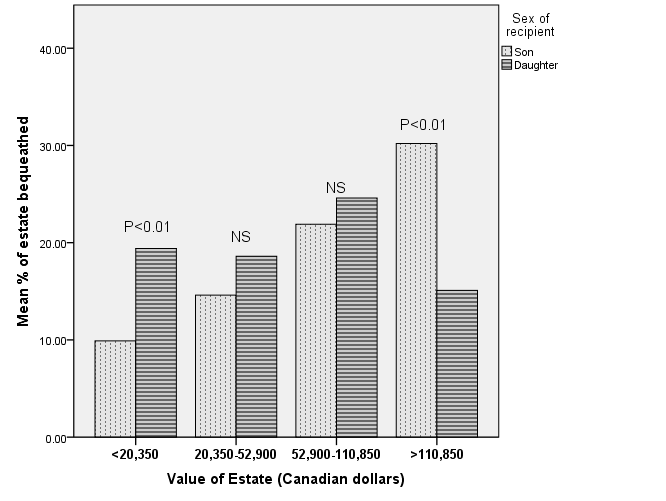 Sex of
recipient
Son
Daughter
Mean % of estate bequeathed
40.00
30.00
20.00
10.00
0.00
P<0.01
NS
NS
P<0.01
<20,350
20,350-52,900
52,900-110,850
>110,850
Value of Estate (Canadian dollars)